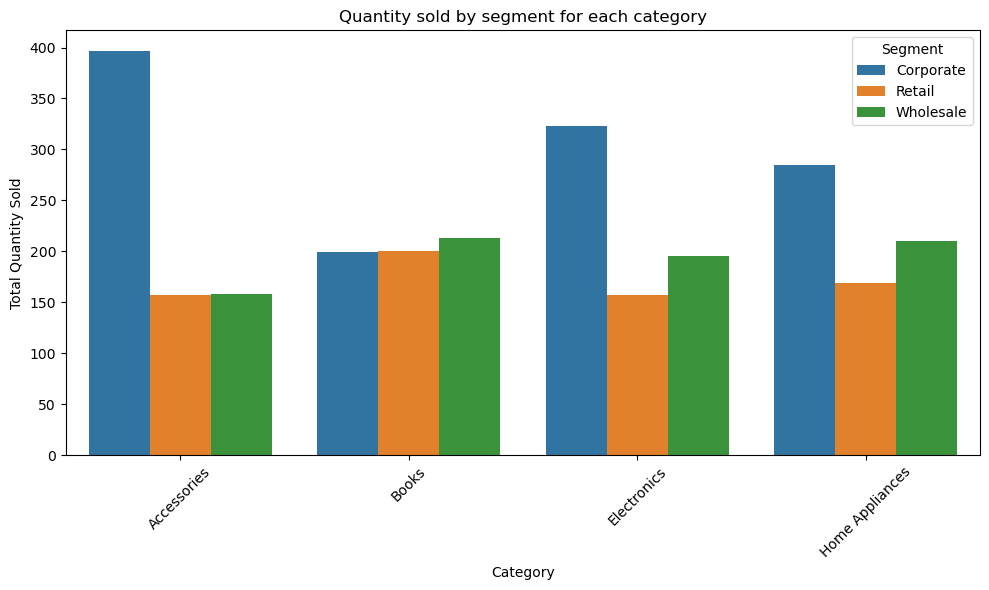 Quantity sold by segment for each category
Segment
Corporate
Retail
Wholesale
Total Quantity Sold
400
350
300
250
200
150
100
50
0
Accessories
Books
Electronics
Home Appliances
Category